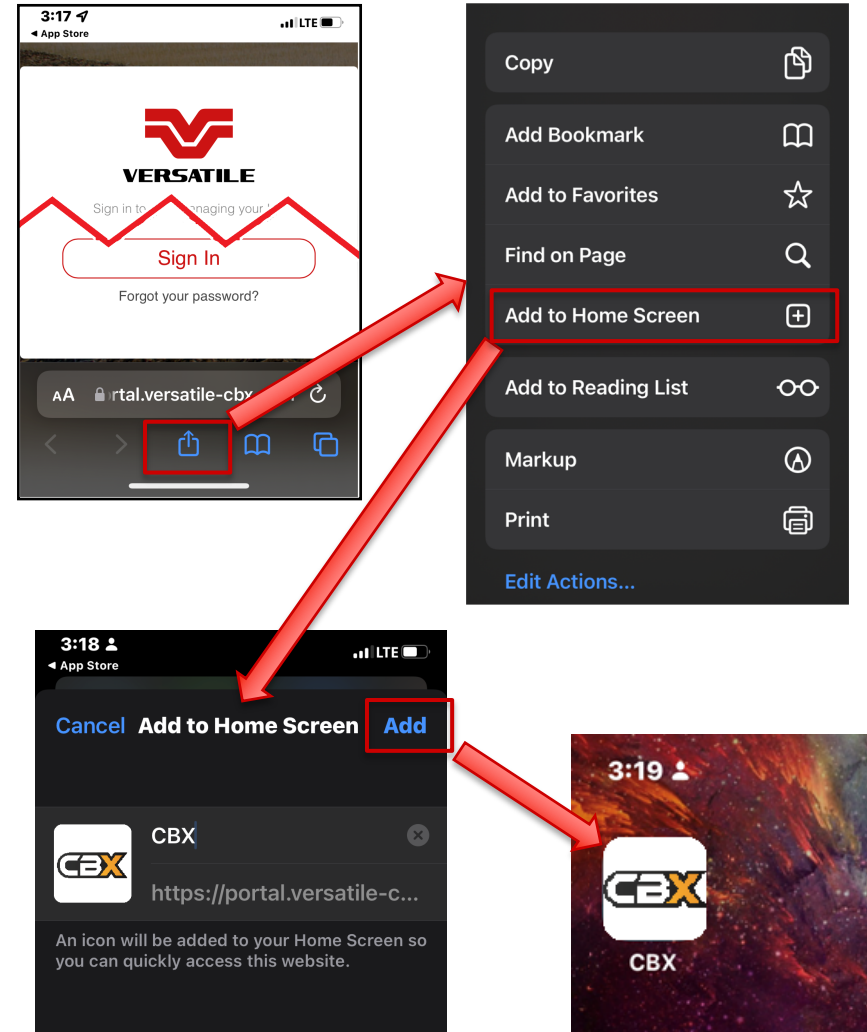 3:17
◀ App Store
LTE
VERSATILE
Sign in to naging your
Sign In
Forgot your password?
AA rtal.versatile-cbx
Copy
Add Bookmark
Add to Favorites
Find on Page
Add to Home Screen
Add to Reading List
Markup
Print
Edit Actions...
3:18
◀ App Store
LTE
Cancel Add to Home Screen Add
CBX
CBX
https://portal.versatile-c...
An icon will be added to your Home Screen so
you can quickly access this website.
3:19
CBX
CBX